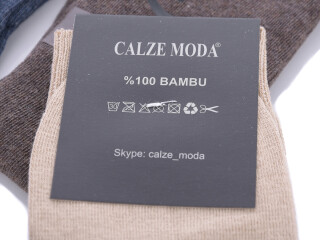 CALZE MODA®
%100 BAMBU
Skype: calze_moda